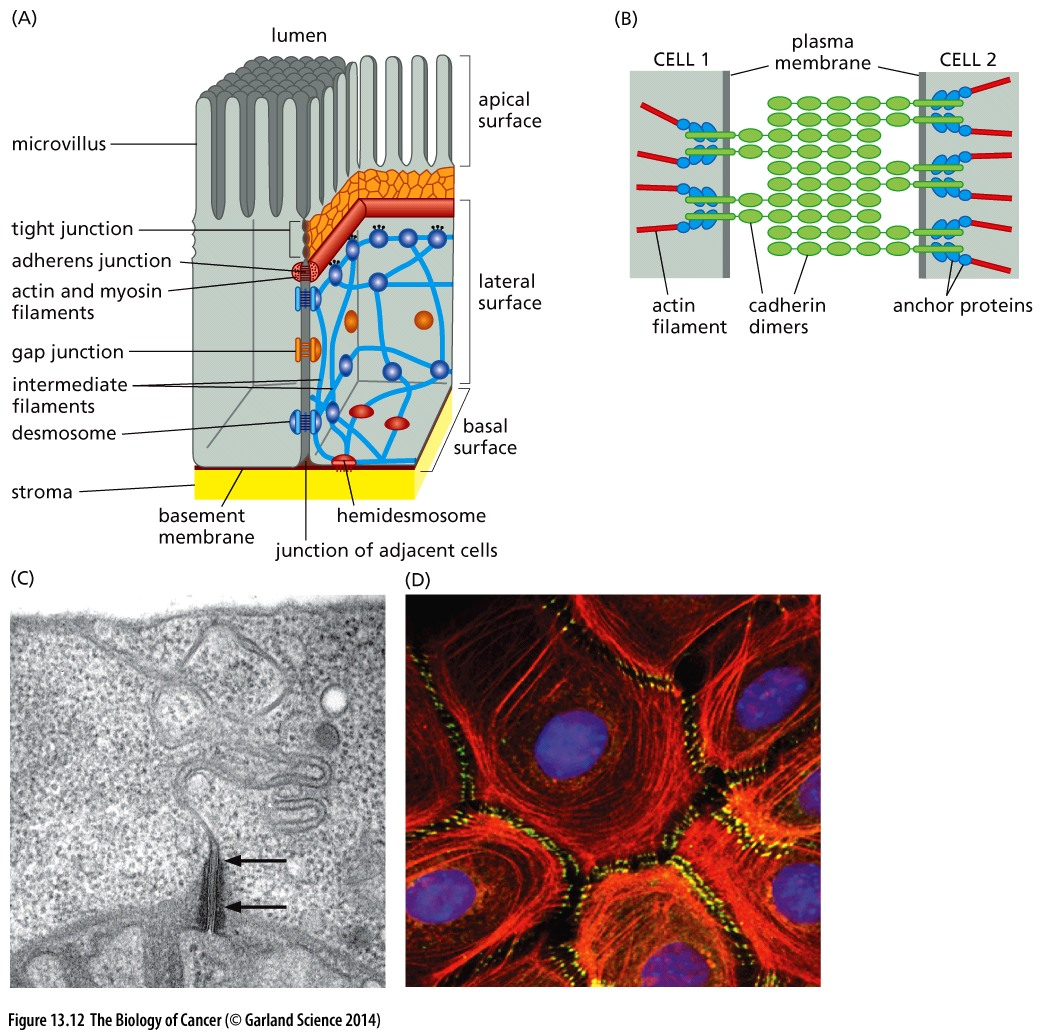 (A)
lumen
microvillus
apical
surface
tight junction
adherens junction
actin and myosin
filaments
lateral
surface
gap junction
intermediate
filaments
desmosome
basal
surface
stroma
basement
membrane
hemidesmosome
junction of adjacent cells
(B)
plasma
membrane
CELL 1
CELL 2
actin
filament
cadherin
dimers
anchor proteins
(C)
(D)
Figure 13.12 The Biology of Cancer (© Garland Science 2014)